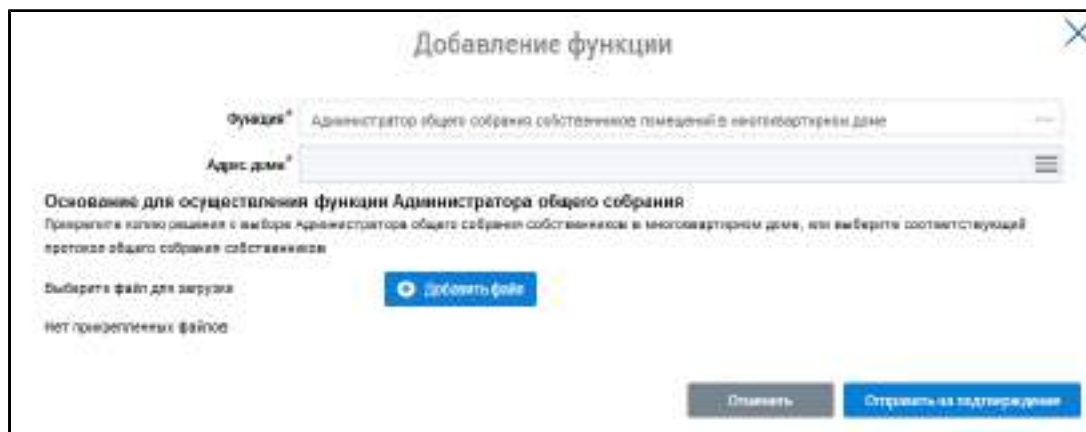 Добавление функции
Функция* Администратор общего собрания собственников помещений в многоквартирном доме
Адрес дома*
Основание для осуществления функции Администратора общего собрания
Прикрепите копию решения о выборе Администратора общего собрания собственников в многоквартирном доме, или выберите соответствующий
протокол общего собрания собственников
Выберите файл для загрузки Добавить файл
Нет прикрепленных файлов
Отменить Отправить на подтверждение